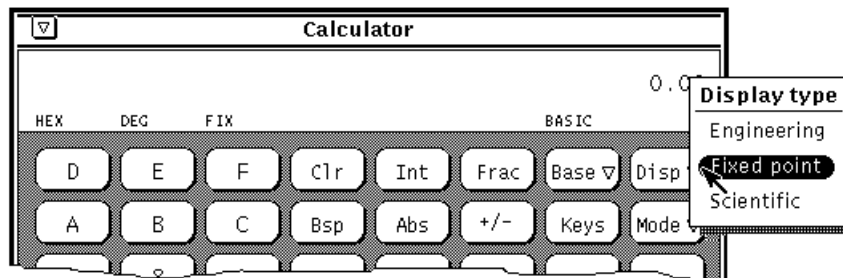 Calculator
0.0
Display type
Engineering
Fixed point
Scientific
HEX DEG FIX BASIC
D E F Clr Int Frac Base Disp
A B C Bsp Abs +/- Keys Mode